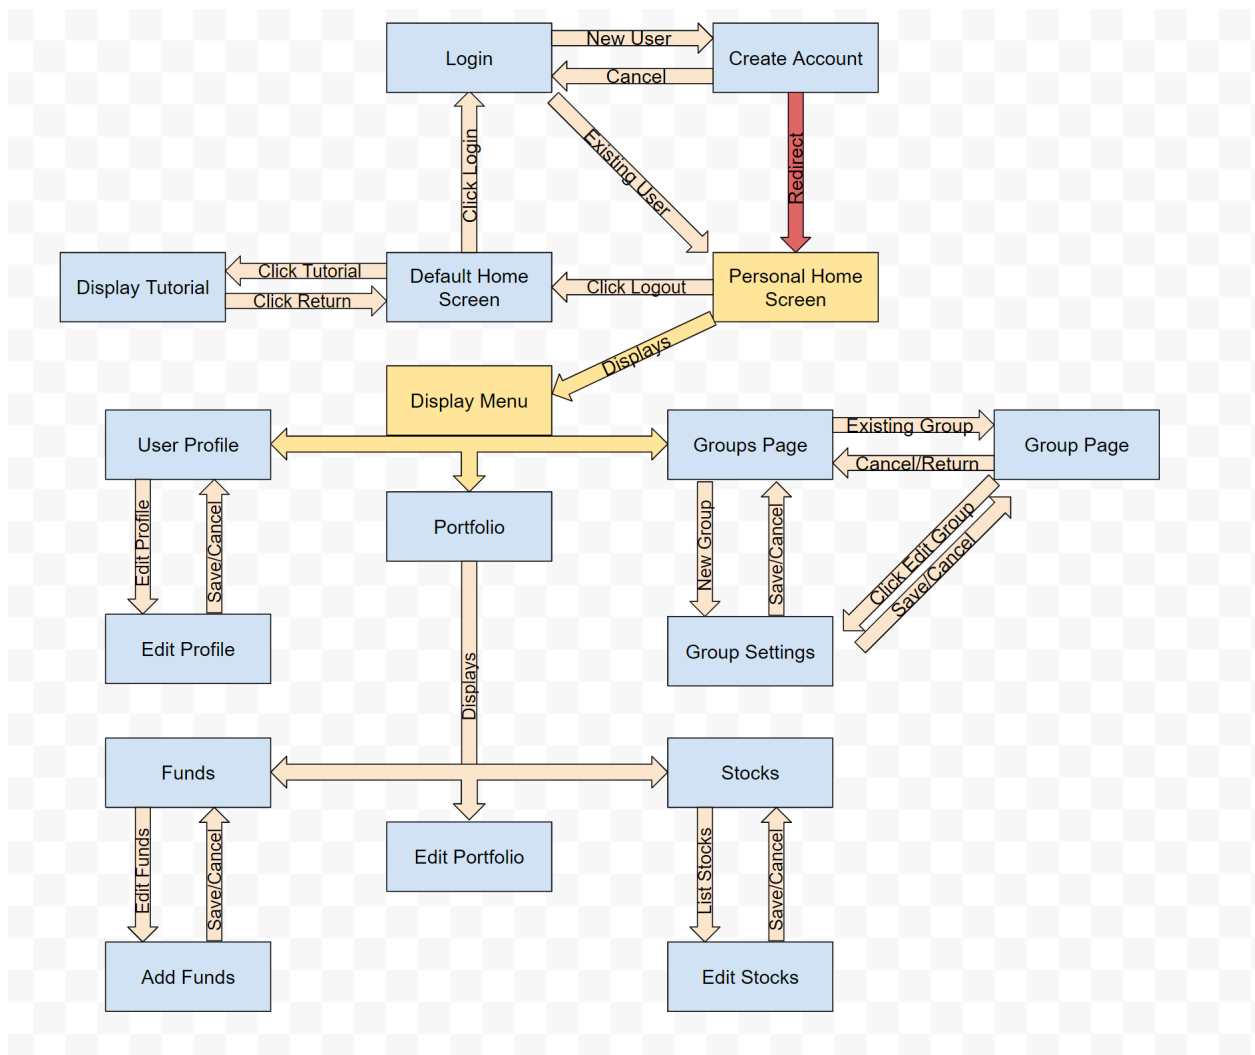 Login
New User
Create Account
Cancel
Click Login
Existing User
Redirect
Display Tutorial
Click Tutorial
Click Return
Default Home
Screen
Click Logout
Personal Home
Screen
Displays
Display Menu
User Profile
Groups Page
Existing Group
Cancel/Return
Group Page
Portfolio
Edit Profile
Save/Cancel
New Group
Save/Cancel
Click Edit Group
Save/Cancel
Edit Profile
Group Settings
Displays
Funds
Stocks
Edit Portfolio
Edit Funds
Save/Cancel
List Stocks
Save/Cancel
Add Funds
Edit Stocks